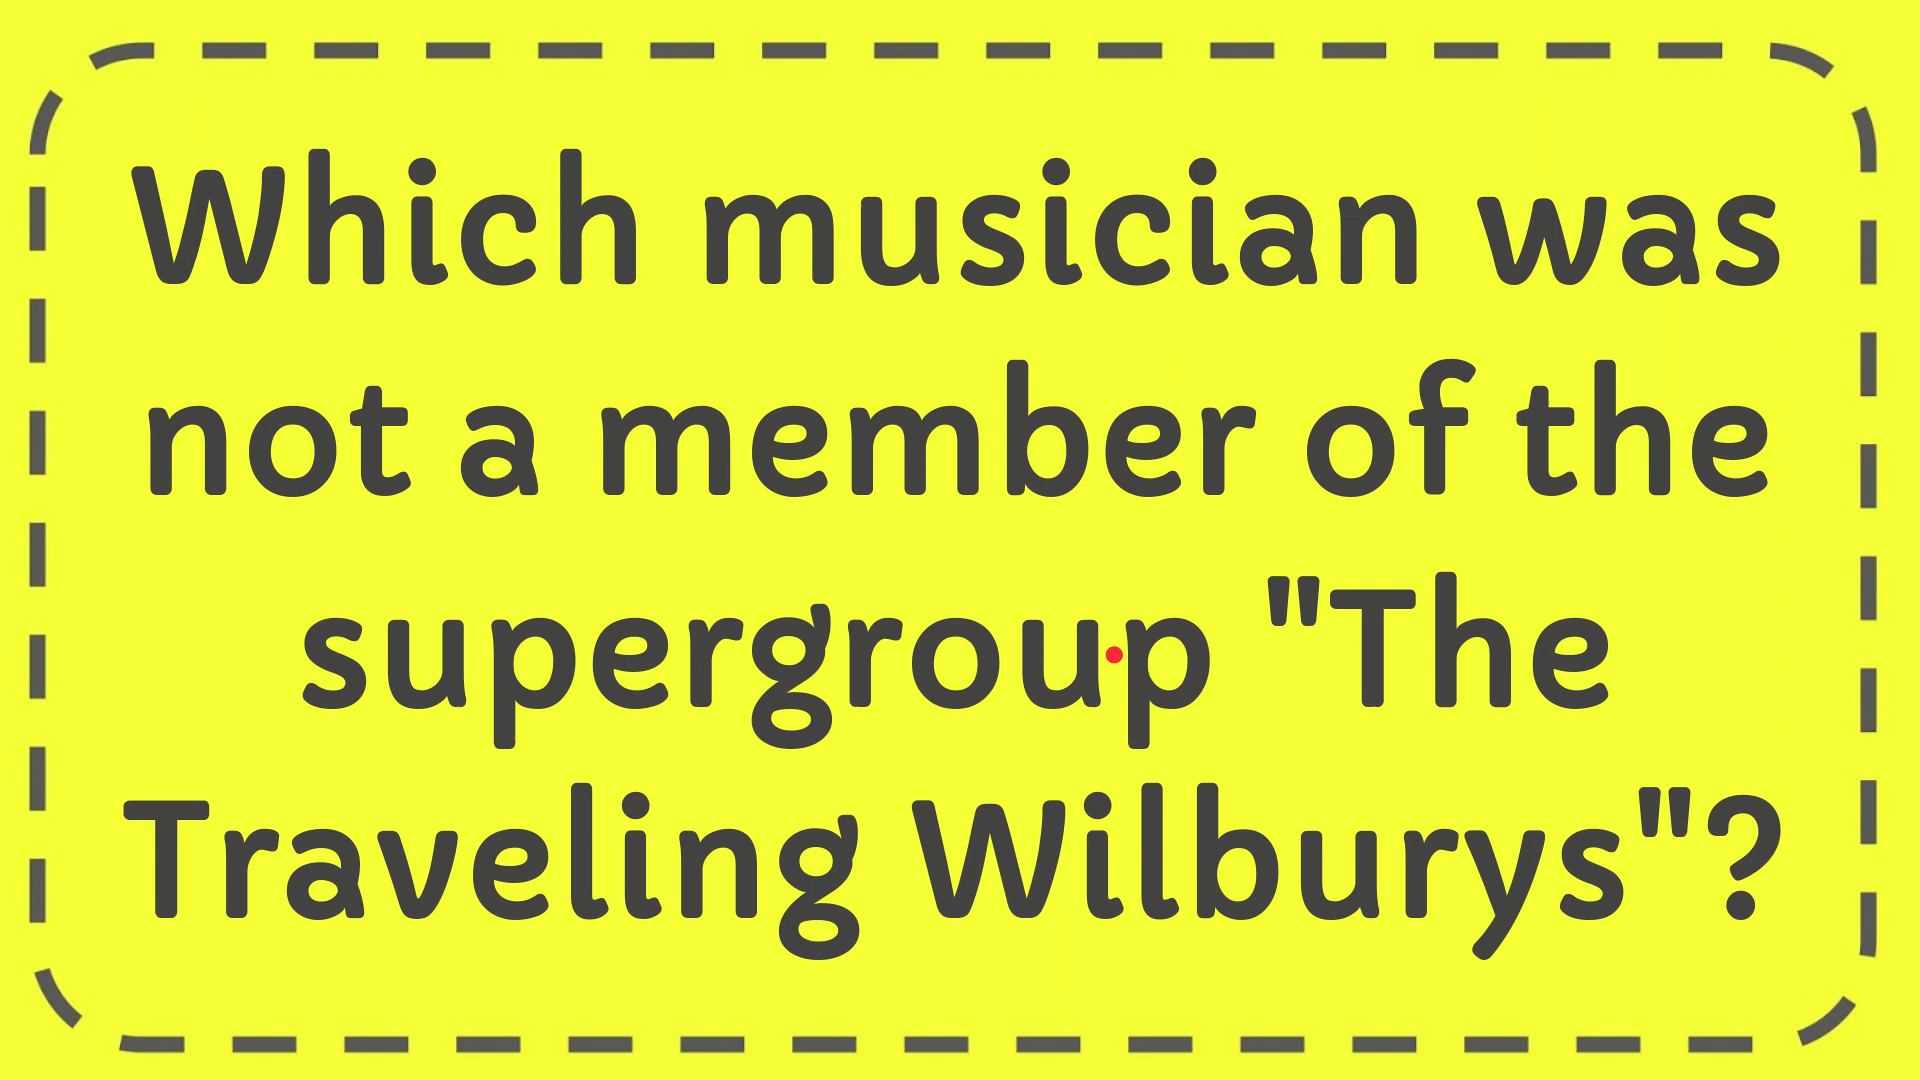 Which musician was
not a member of the
supergroup "The
Traveling Wilburys"?